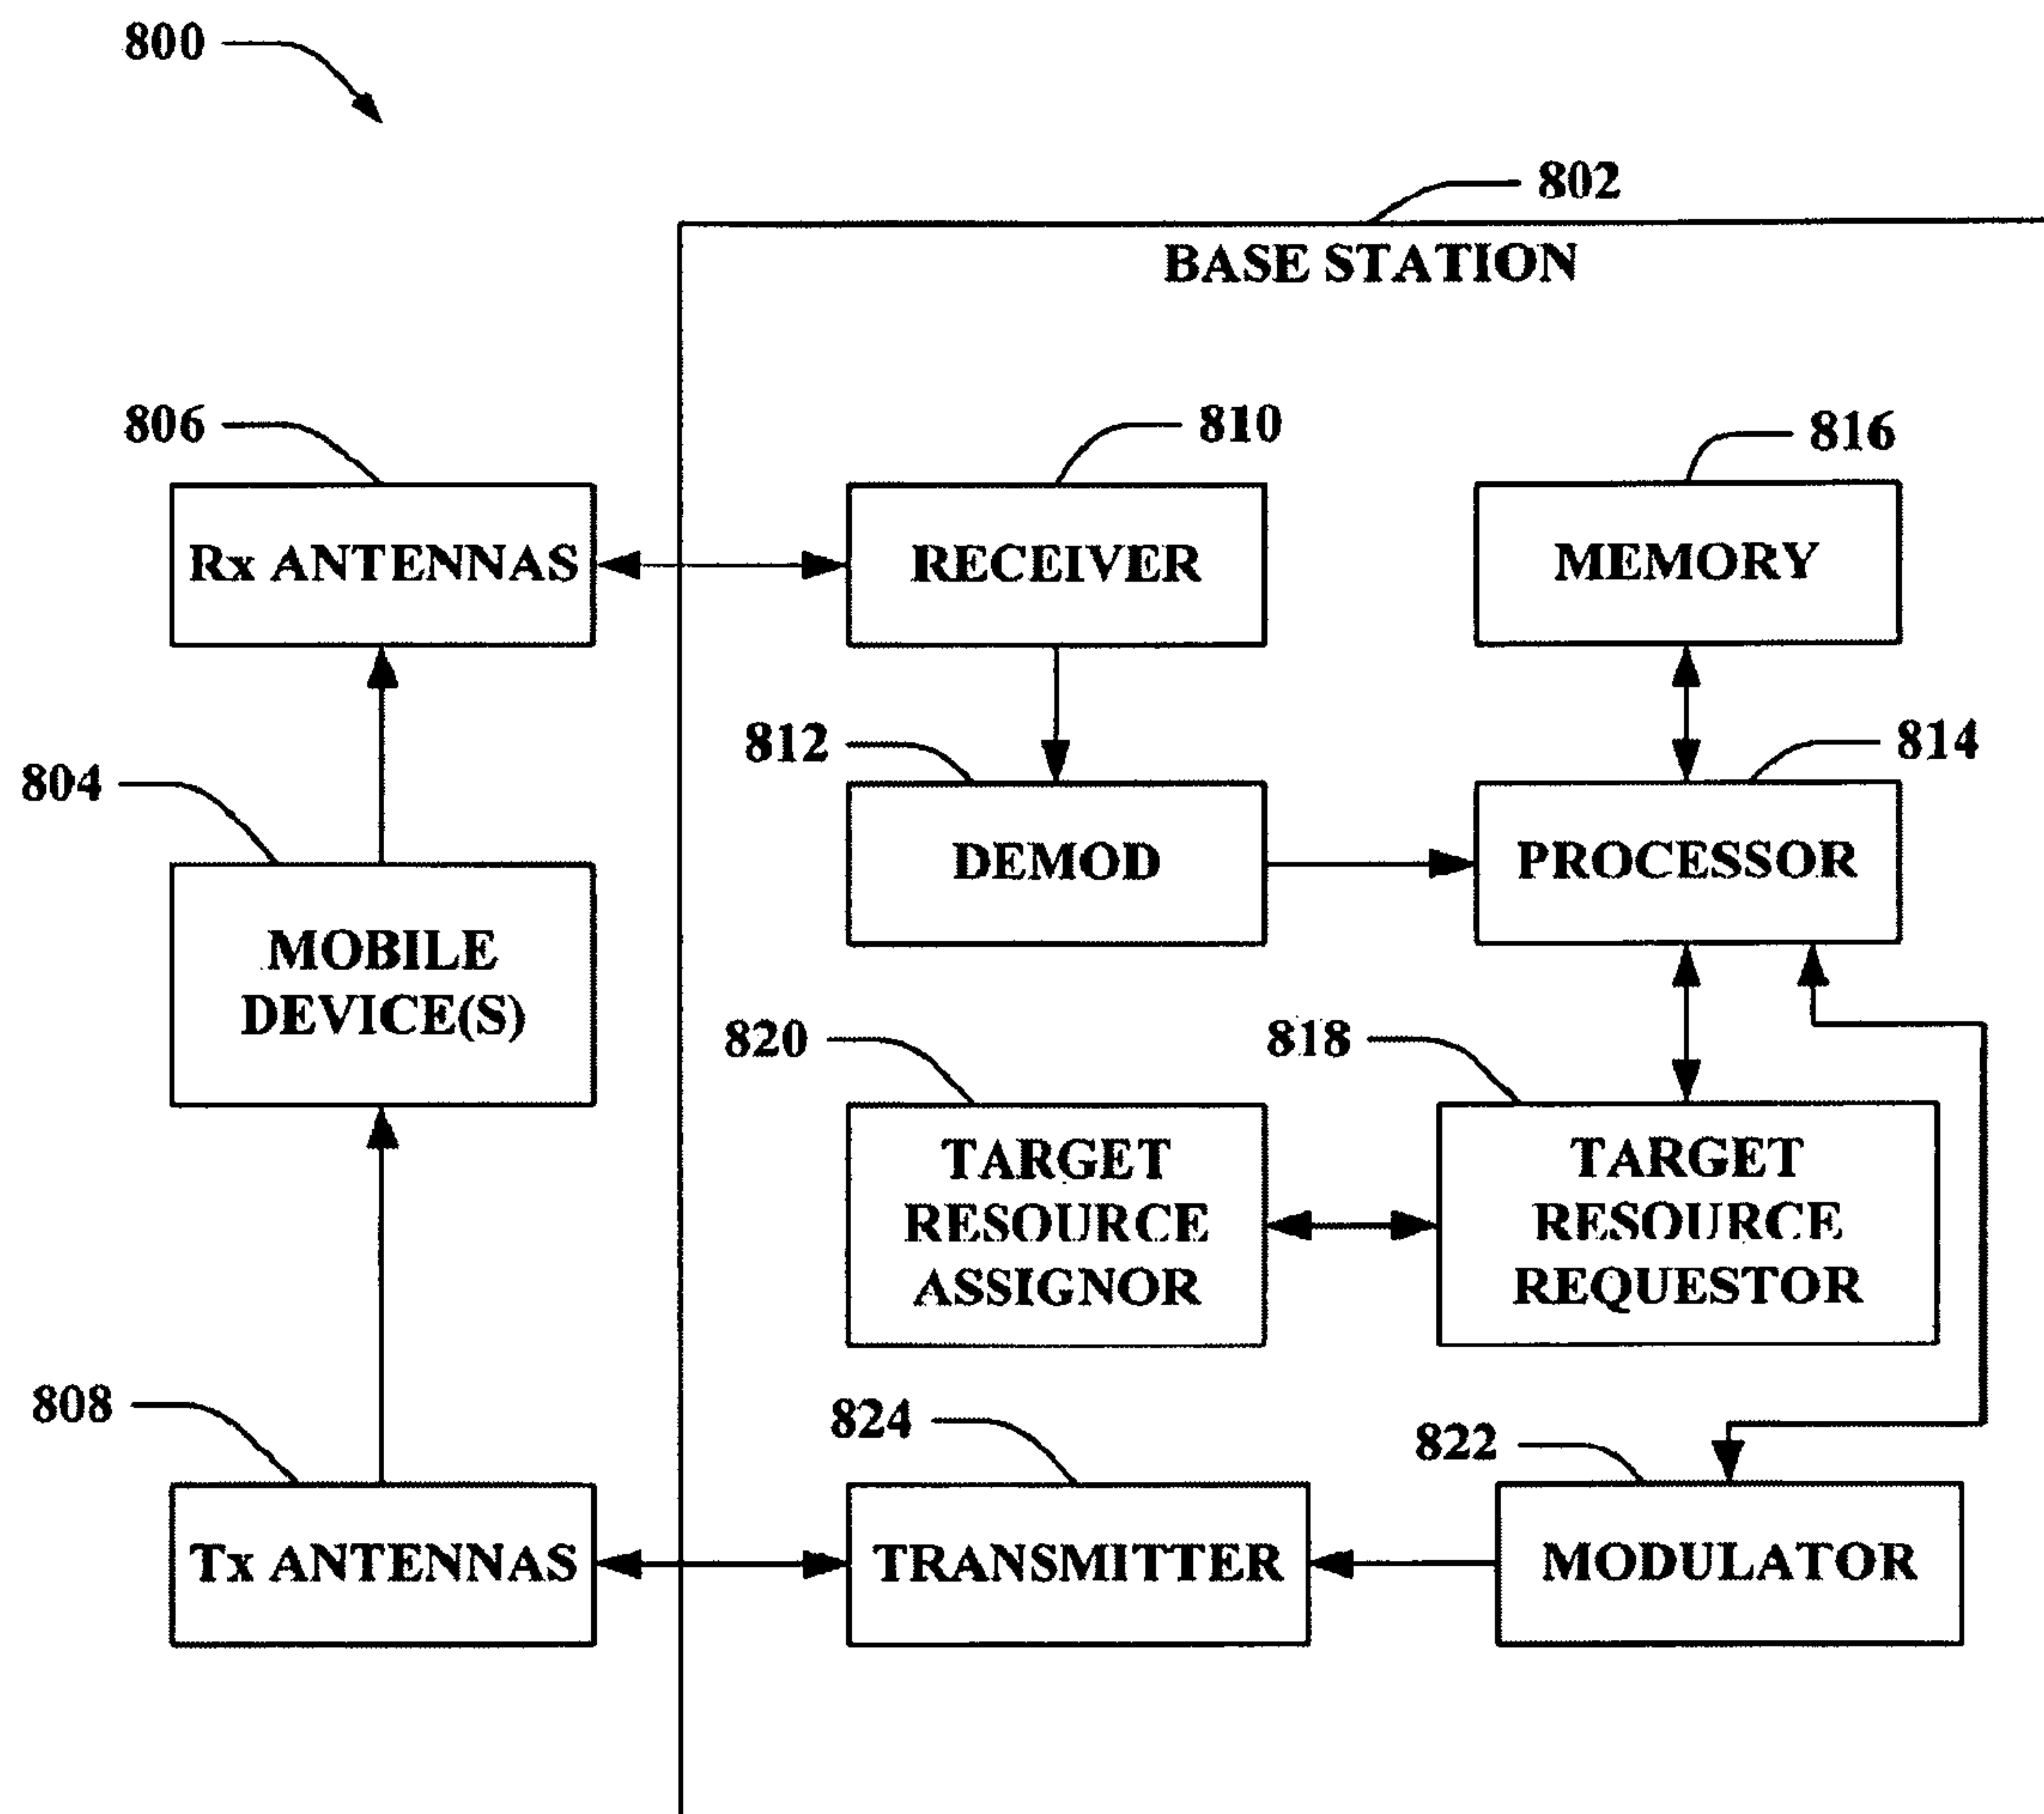 800
802
BASE STATION
806
810
816
Rx ANTENNAS
RECEIVER
MEMORY
812
814
804
DEMOD
PROCESSOR
MOBILE
DEVICE(S)
820
818
TARGET
RESOURCE
ASSIGNOR
TARGET
RESOURCE
REQUESTOR
808
824
822
Tx ANTENNAS
TRANSMITTER
MODULATOR